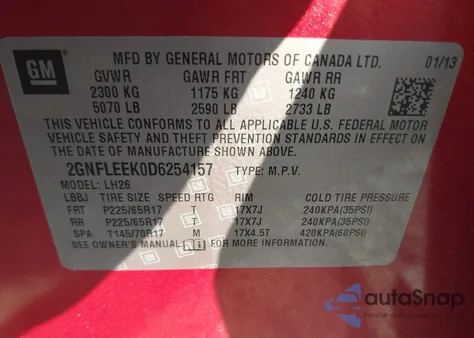 GM
MFD BY GENERAL MOTORS OF CANADA LTD. 01/13
GVWR GAWR FRT GAWR RR
2300 KG 1175 KG 1240 KG
5070 LB 2590 LB 2733 LB
THIS VEHICLE CONFORMS TO ALL APPLICABLE U.S. FEDERAL MOTOR
VEHICLE SAFETY AND THEFT PREVENTION STANDARDS IN EFFECT ON
THE DATE OF MANUFACTURE SHOWN ABOVE.
2GNFLEEK0D6254157 TYPE: M.P.V.
MODEL: LH26
LBBJ TIRE SIZE SPEED RTG RIM COLD TIRE PRESSURE
FRT P225/65R17 T 17X7J 240KPA(35PSI)
RR P225/65R17 T 17X7J 240KPA(35PSI)
SPA T145/70R17 M 17X4.5T 420KPA(60PSI)
SEE OWNER'S MANUAL FOR MORE INFORMATION.
autoSnap